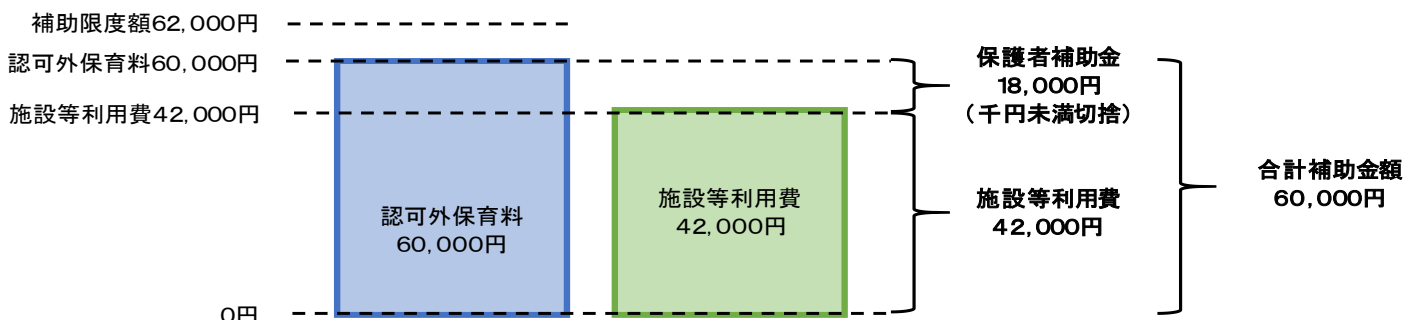 補助限度額62,000円
認可外保育料60,000円
施設等利用費42,000円
0円
認可外保育料
60,000円
施設等利用費
42,000円
保護者補助金
18,000円
（千円未満切捨）
施設等利用費
42,000円
合計補助金額
60,000円